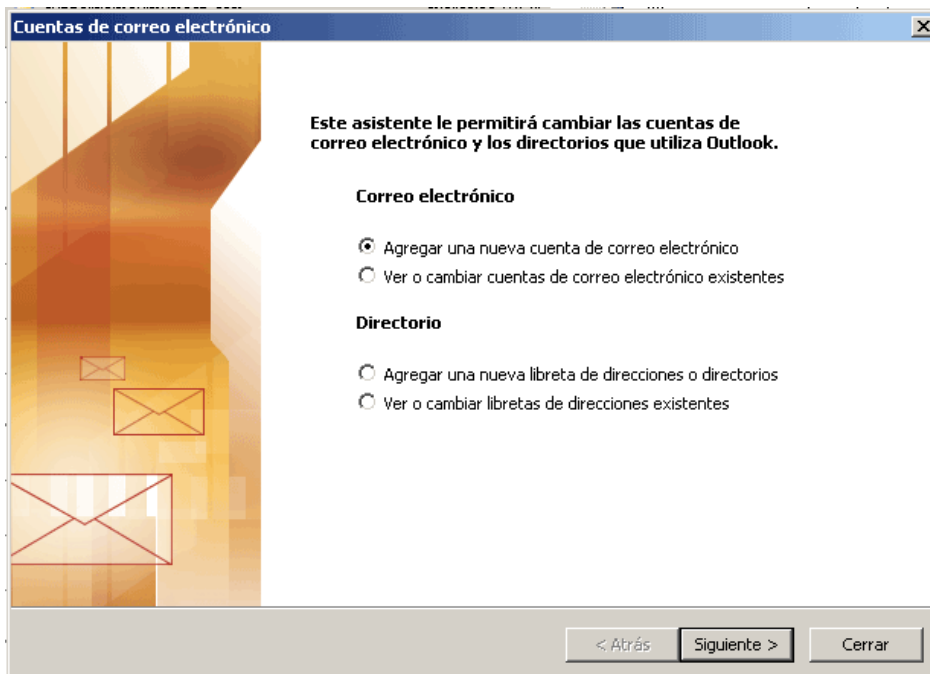 Cuentas de correo electrónico
Este asistente le permitirá cambiar las cuentas de
correo electrónico y los directorios que utiliza Outlook.
Correo electrónico
Agregar una nueva cuenta de correo electrónico
Ver o cambiar cuentas de correo electrónico existentes
Directorio
Agregar una nueva libreta de direcciones o directorios
Ver o cambiar libretas de direcciones existentes
< Atrás
Siguiente >
Cerrar